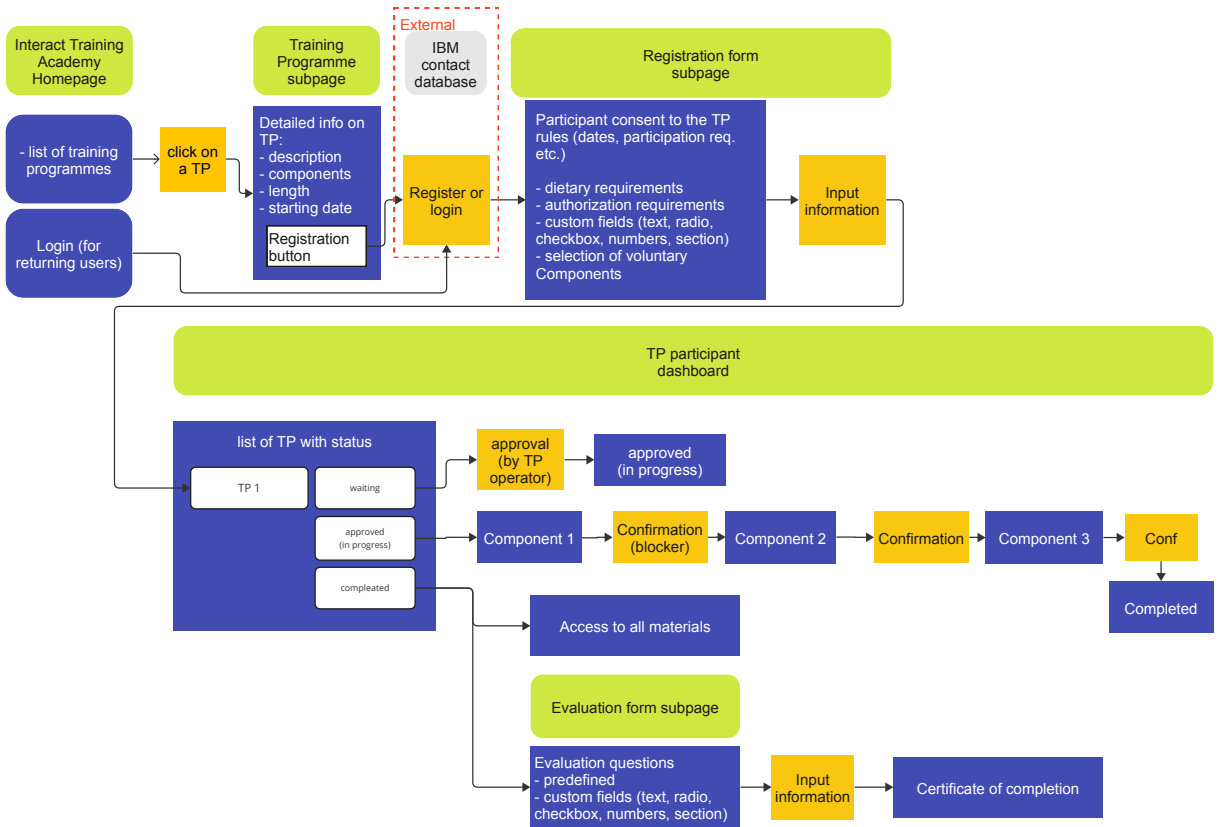 External
Interact Training
Academy
Homepage
Training
Programme
subpage
IBM
contact
database
Registration form
subpage
- list of training
programmes
click on
a TP
Detailed info on
TP:
- description
- components
- length
- starting date
Registration
button
Register or
login
Participant consent to the TP
rules (dates, participation req.
etc.)
- dietary requirements
- authorization requirements
- custom fields (text, radio,
checkbox, numbers, section)
- selection of voluntary
Components
Input
information
Login (for
returning users)
TP participant
dashboard
list of TP with status
TP 1
waiting
approved
(in progress)
compleated
approval
(by TP
operator)
approved
(in progress)
Component 1
Confirmation
(blocker)
Component 2
Confirmation
Component 3
Conf
Completed
Access to all materials
Evaluation form subpage
Evaluation questions
- predefined
- custom fields (text, radio,
checkbox, numbers, section)
Input
information
Certificate of completion